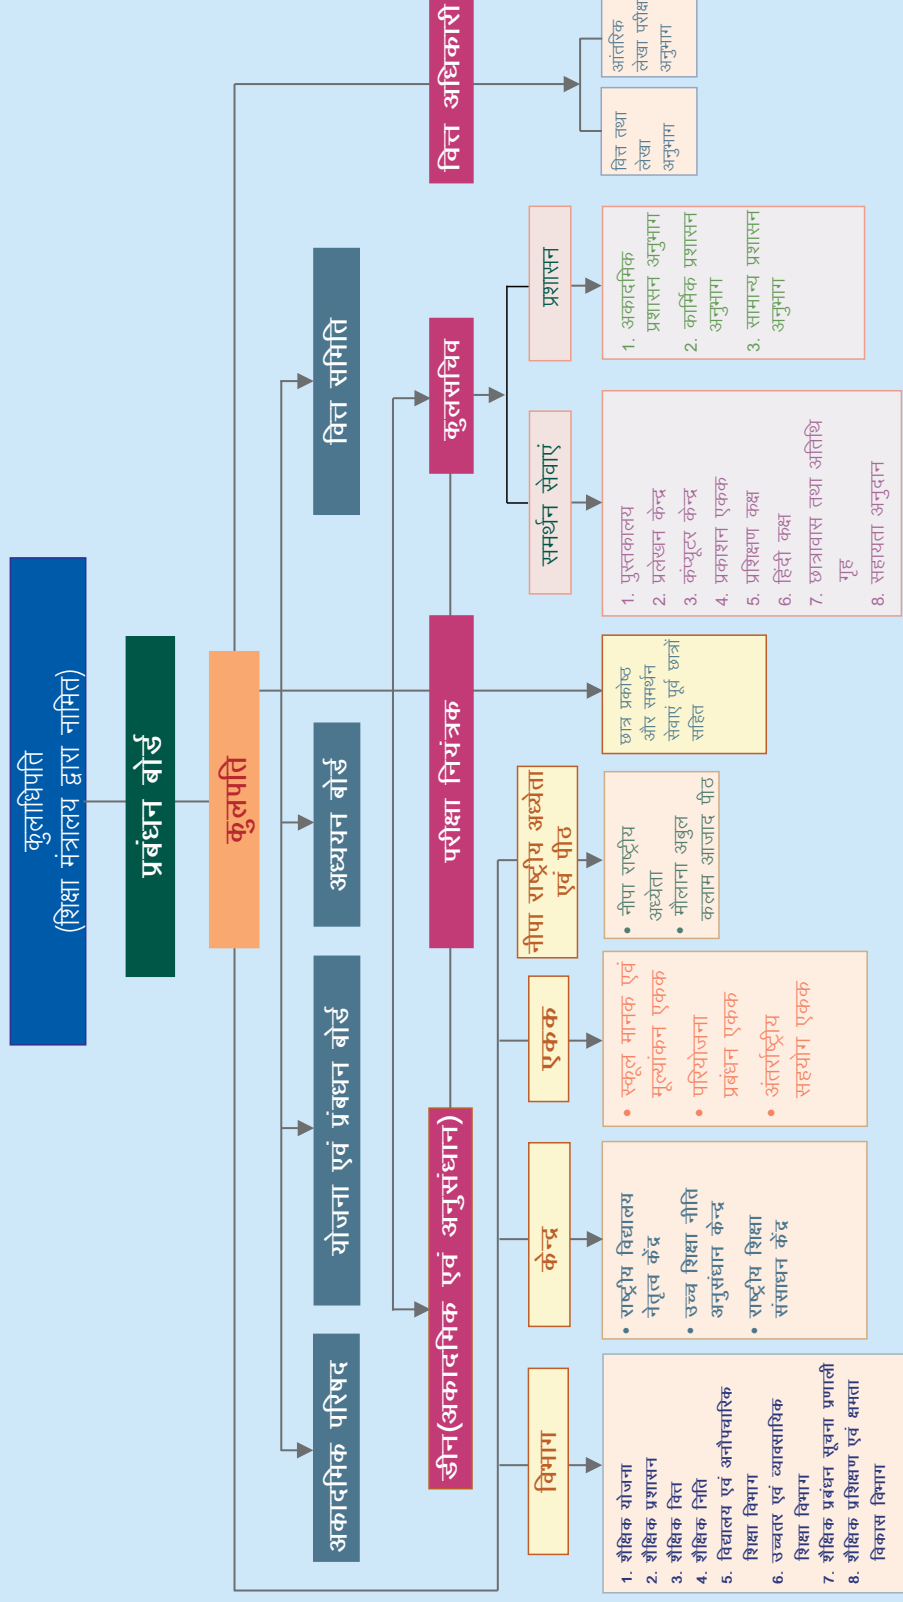 कुलाधिपति
(शिक्षा मंत्रालय द्वारा नामित)
प्रबंधन बोर्ड
कुलपति
अकादमिक परिषद
योजना एवं प्रंबधन बोर्ड
अध्ययन बोर्ड
वित्त समिति
डीन(अकादमिक एवं अनुसंधान)
परीक्षा नियंत्रक
कुलसचिव
वित्त अधिकारी
विभाग
केन्द्र
एकक
नीपा राष्ट्रीय अध्येता
एवं पीठ
समर्थन सेवाएं
प्रशासन
1. शैक्षिक योजना
2. शैक्षिक प्रशासन
3. शैक्षिक वित्त
4. शैक्षिक निति
5. विद्यालय एवं अनौपचारिक
शिक्षा विभाग
6. उच्चतर एवं व्यावसायिक
शिक्षा विभाग
7. शैक्षिक प्रबंधन सूचना प्रणाली
8. शैक्षिक प्रशिक्षण एवं क्षमता
विकास विभाग
• राष्ट्रीय विद्यालय
नेतृत्व केंद्र
• उच्च शिक्षा नीति
अनुसंधान केन्द्र
• राष्ट्रीय शिक्षा
संसाधन केंद्र
• स्कूल मानक एवं
मूल्यांकन एकक
• परियोजना
प्रबंधन एकक
• अंतर्राष्ट्रीय
सहयोग एकक
• नीपा राष्ट्रीय
अध्येता
• मौलाना अबुल
कलाम आजाद पीठ
छात्र प्रकोष्ठ
और समर्थन
सेवाएं पूर्व छात्रों
सहित
1. पुस्तकालय
2. प्रलेखन केन्द्र
3. कंप्यूटर केन्द्र
4. प्रकाशन एकक
5. प्रशिक्षण कक्ष
6. हिंदी कक्ष
7. छात्रावास तथा अतिथि
गृह
8. सहायता अनुदान
1. अकादमिक
प्रशासन अनुभाग
2. कार्मिक प्रशासन
अनुभाग
3. सामान्य प्रशासन
अनुभाग
वित्त तथा
लेखा
अनुभाग
आंतरिक
लेखा परीक्षा
अनुभाग